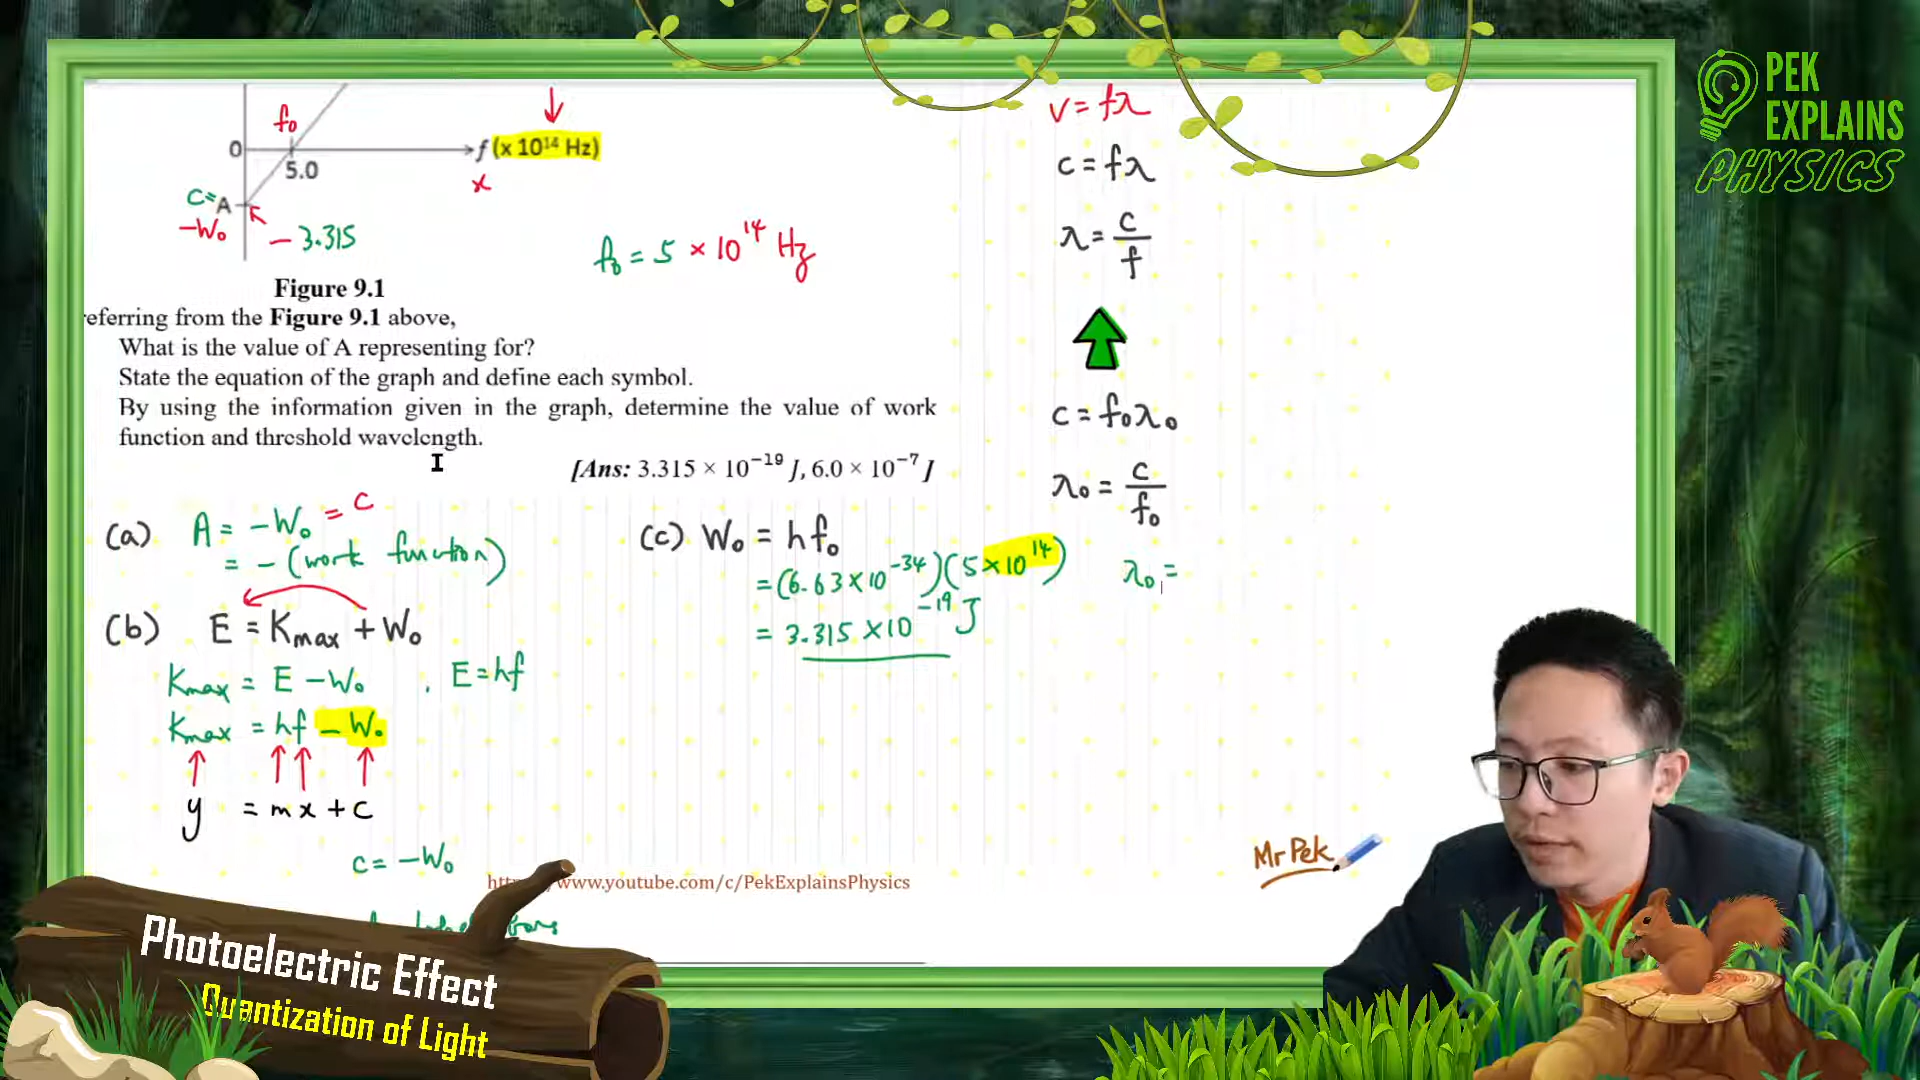 PEK
EXPLAINS
PHYSICS
f₀
0
5.0
f (x 10¹⁴ Hz)
x
c=A
-W₀
- 3.315
f₀ = 5 × 10¹⁴ Hz
Figure 9.1
eferring from the Figure 9.1 above,
What is the value of A representing for?
State the equation of the graph and define each symbol.
By using the information given in the graph, determine the value of work
function and threshold wavelength.
[Ans: 3.315 × 10⁻¹⁹ J, 6.0 × 10⁻⁷ ]
(a) A = -W₀ = c
= - (work function)
(b) E = Kmax + W₀
Kmax = E - W₀ , E = hf
Kmax = hf - W₀
y = mx + c
c = -W₀
(c) W₀ = hf₀
= (6.63 × 10⁻³⁴)(5 × 10¹⁴)
= 3.315 × 10⁻¹⁹ J
v = fλ
c = fλ
λ = c/f
c = f₀λ₀
λ₀ = c/f₀
λ₀ =
www.youtube.com/c/PekExplainsPhysics
Mr Pek
Photoelectric Effect
Quantization of Light